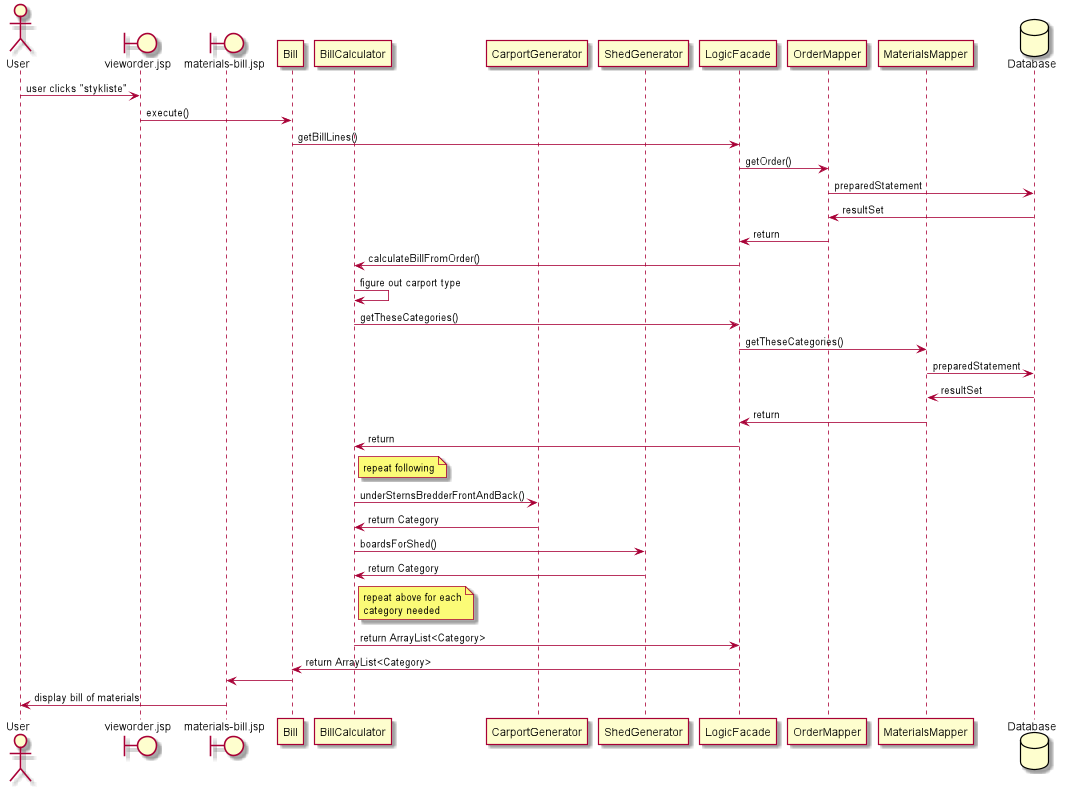 User
vieworder.jsp
materials-bill.jsp
Bill
BillCalculator
CarportGenerator
ShedGenerator
LogicFacade
OrderMapper
MaterialsMapper
Database
user clicks "stykliste"
execute()
getBillLines()
getOrder()
preparedStatement
resultSet
return
calculateBillFromOrder()
figure out carport type
getTheseCategories()
getTheseCategories()
preparedStatement
resultSet
return
return
repeat following
underSternsBredderFrontAndBack()
return Category
boardsForShed()
return Category
repeat above for each
category needed
return ArrayList<Category>
return ArrayList<Category>
display bill of materials
User
vieworder.jsp
materials-bill.jsp
Bill
BillCalculator
CarportGenerator
ShedGenerator
LogicFacade
OrderMapper
MaterialsMapper
Database